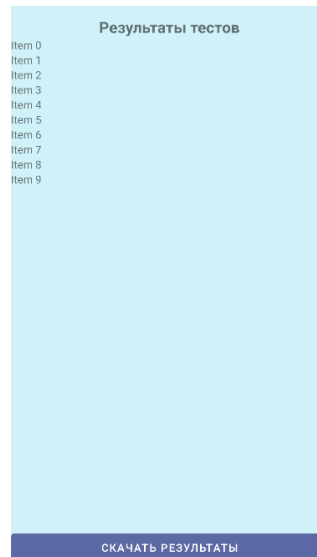 Результаты тестов
Item 0
Item 1
Item 2
Item 3
Item 4
Item 5
Item 6
Item 7
Item 8
Item 9
СКАЧАТЬ РЕЗУЛЬТАТЫ